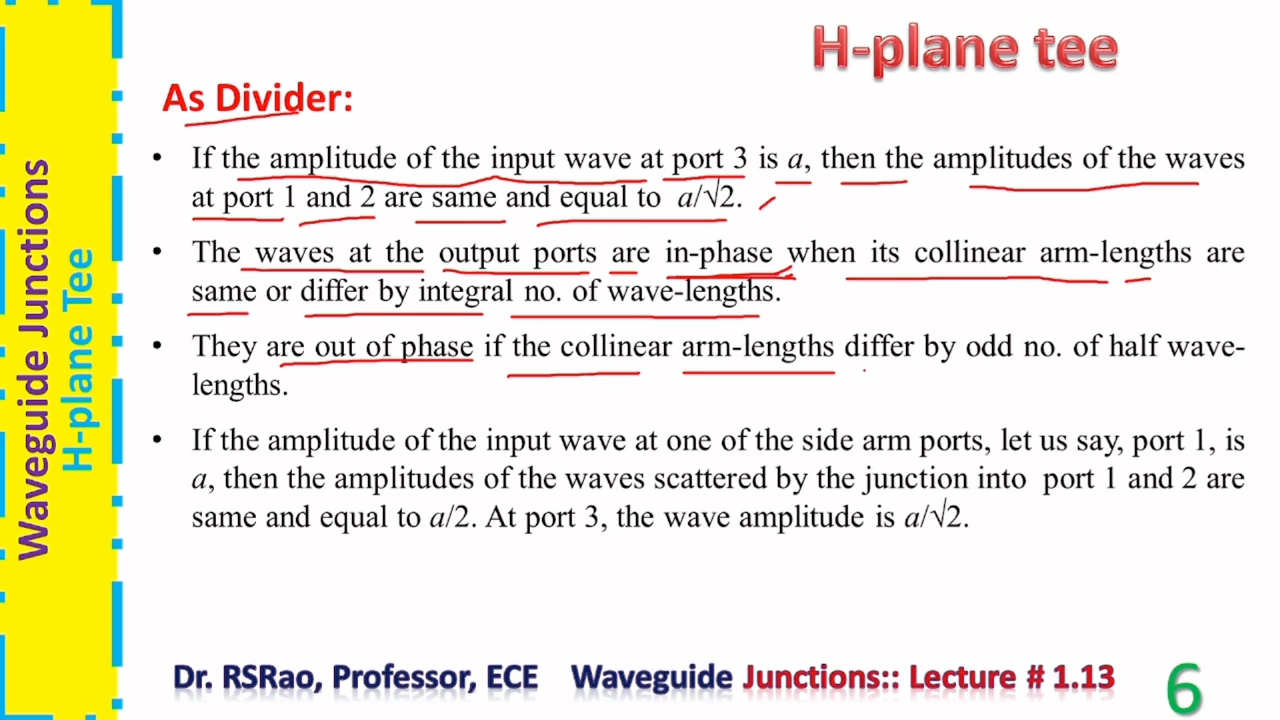 H-plane tee
Waveguide Junctions
H-plane Tee
As Divider:
• If the amplitude of the input wave at port 3 is a, then the amplitudes of the waves
at port 1 and 2 are same and equal to a/√2.
• The waves at the output ports are in-phase when its collinear arm-lengths are
same or differ by integral no. of wave-lengths.
• They are out of phase if the collinear arm-lengths differ by odd no. of half wave-
lengths.
• If the amplitude of the input wave at one of the side arm ports, let us say, port 1, is
a, then the amplitudes of the waves scattered by the junction into port 1 and 2 are
same and equal to a/2. At port 3, the wave amplitude is a/√2.
Dr. RSRao, Professor, ECE Waveguide Junctions:: Lecture # 1.13
6